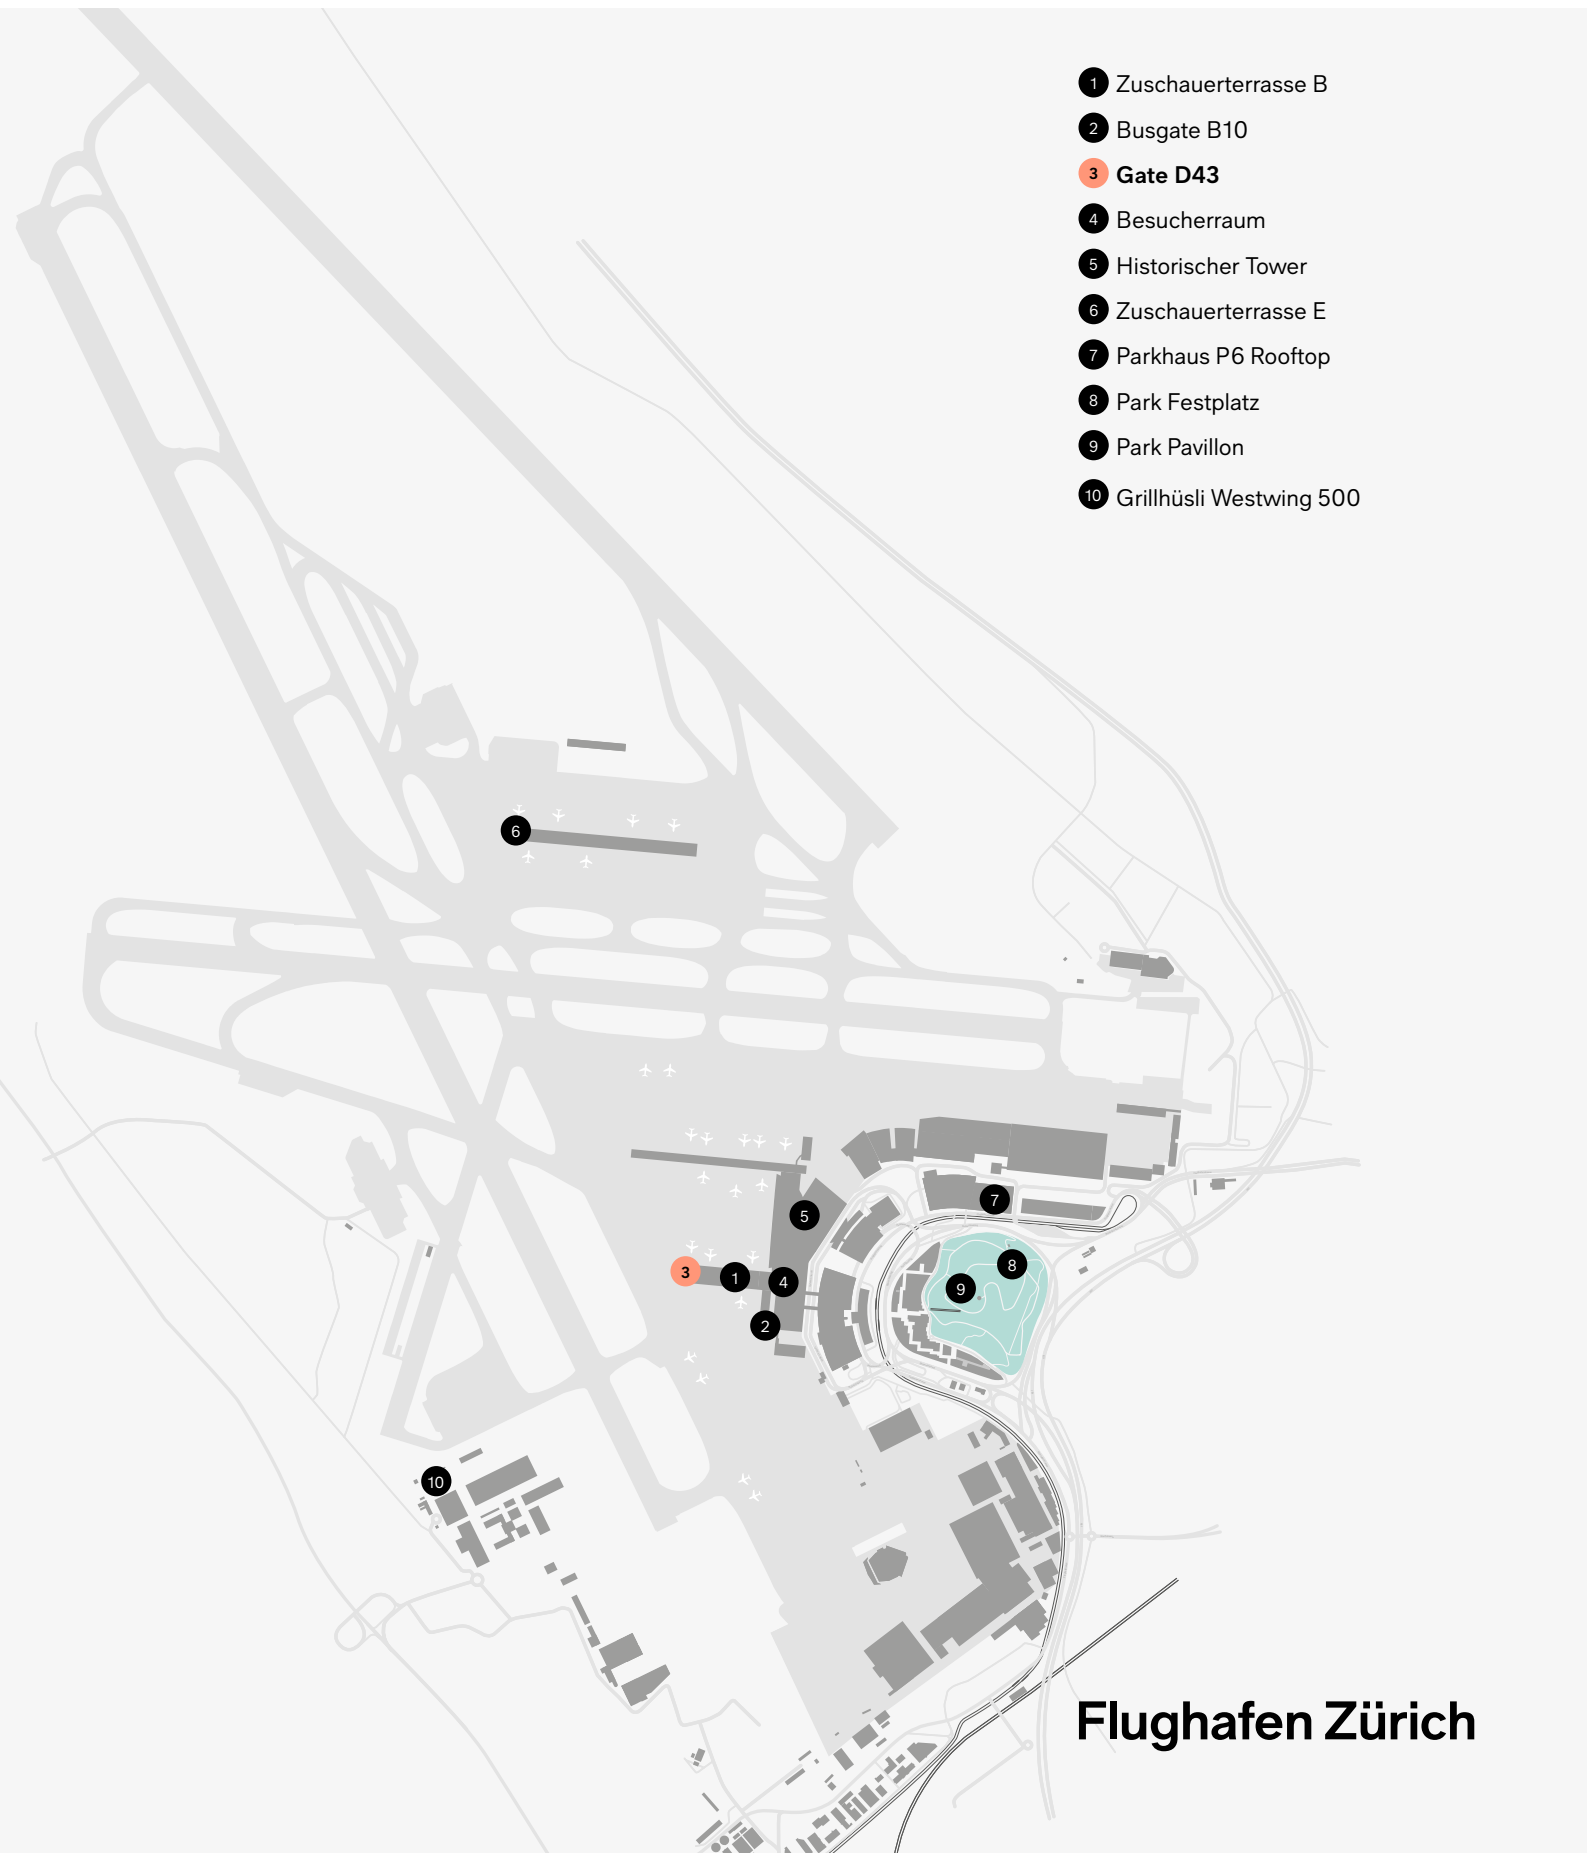 1 Zuschauerterrasse B
2 Busgate B10
3 Gate D43
4 Besucherraum
5 Historischer Tower
6 Zuschauerterrasse E
7 Parkhaus P6 Rooftop
8 Park Festplatz
9 Park Pavillon
10 Grillhüsli Westwing 500
6
7
5
8
3
1
4
9
2
10
Flughafen Zürich